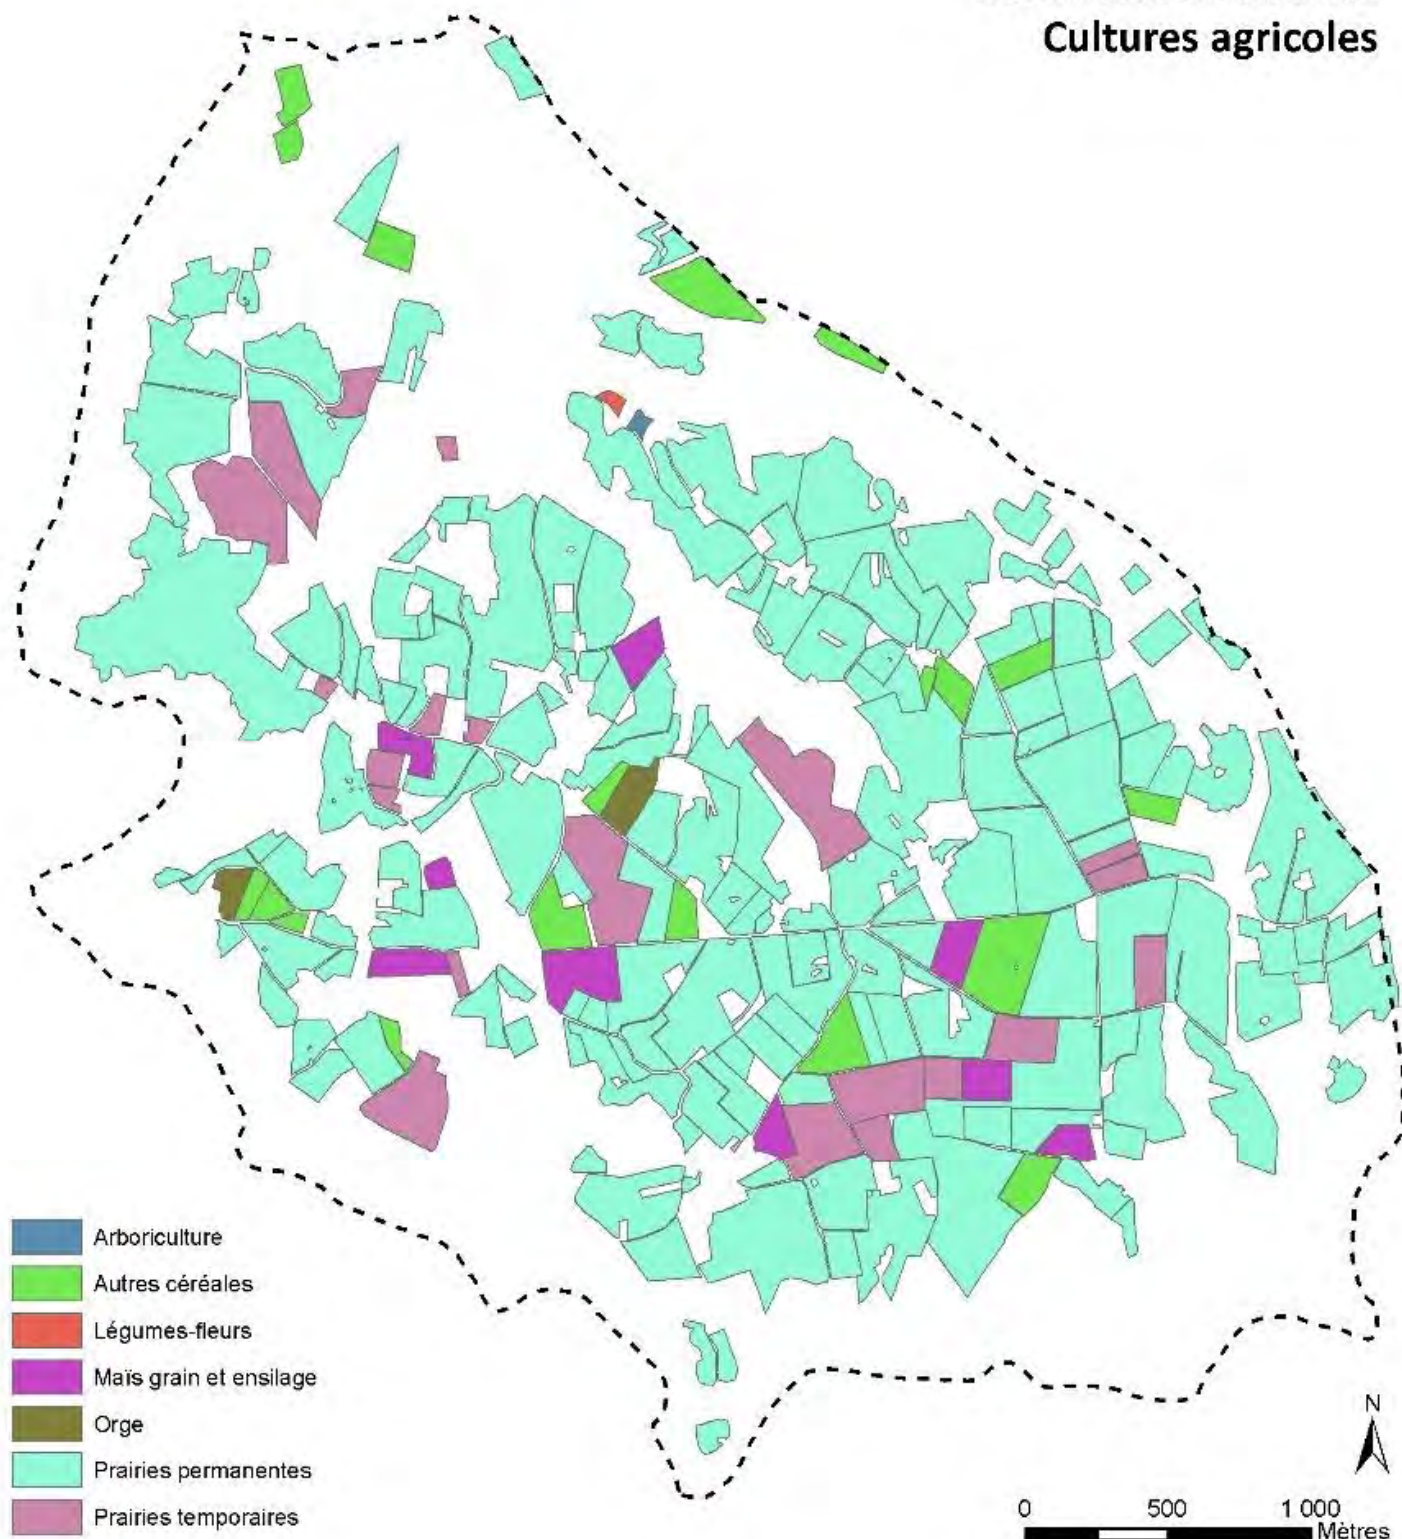 Cultures agricoles
Arboriculture
Autres céréales
Légumes-fleurs
Maïs grain et ensilage
Orge
Prairies permanentes
Prairies temporaires
N
0 500 1 000
Mètres